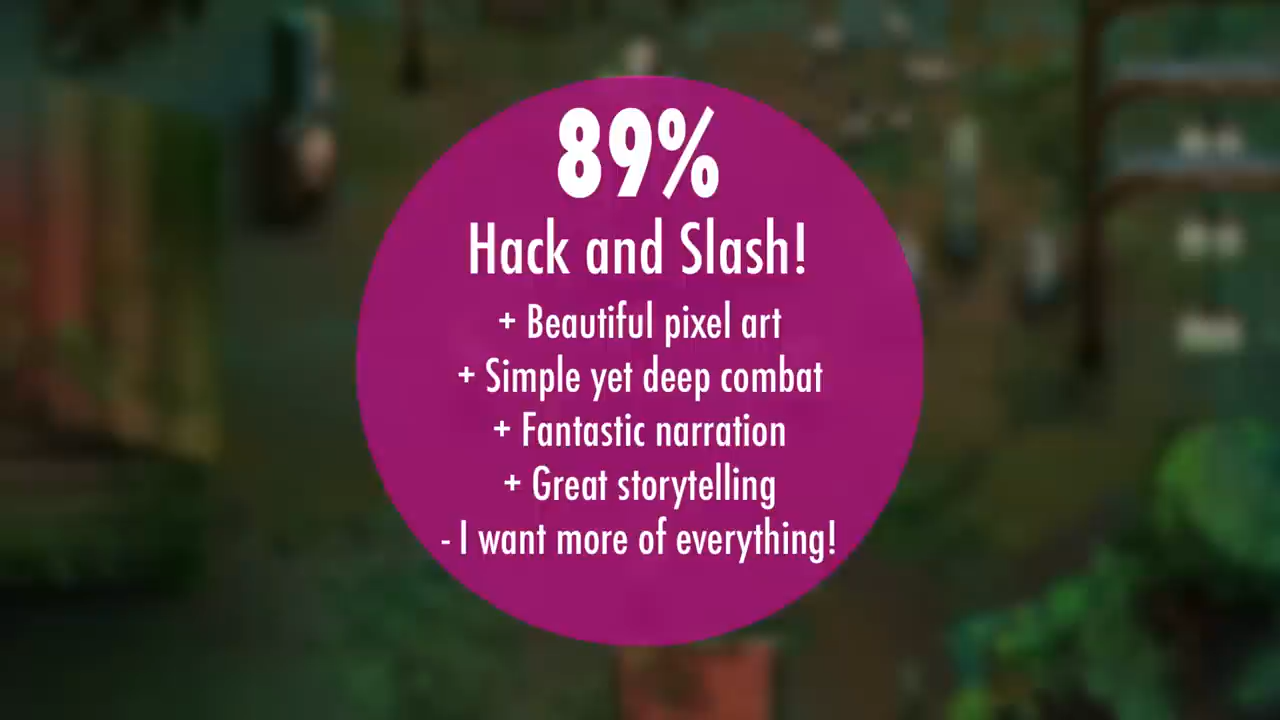 89%
Hack and Slash!
+ Beautiful pixel art
+ Simple yet deep combat
+ Fantastic narration
+ Great storytelling
- I want more of everything!